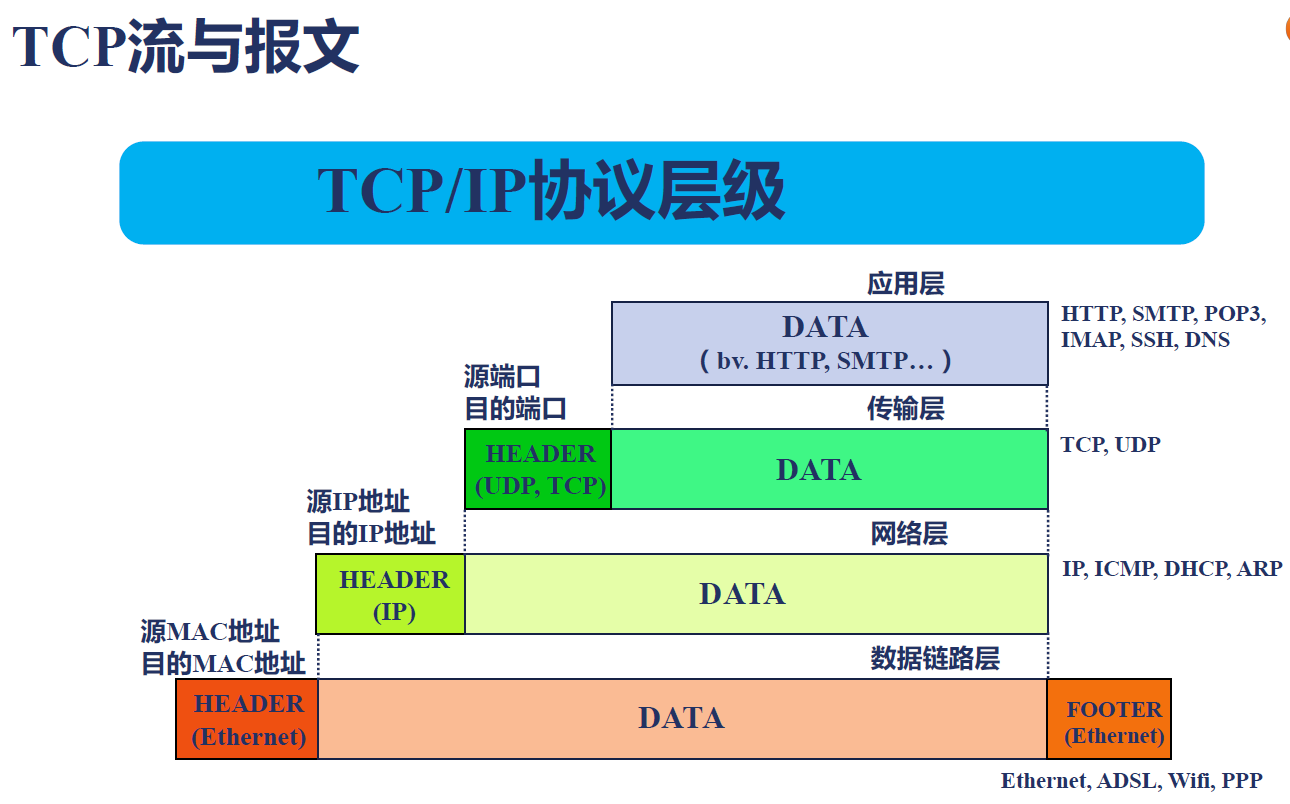 TCP流与报文
TCP/IP协议层级
应用层
DATA
( bv. HTTP, SMTP… )
HTTP, SMTP, POP3,
IMAP, SSH, DNS
源端口
目的端口
传输层
HEADER
(UDP, TCP)
DATA
TCP, UDP
源IP地址
目的IP地址
网络层
HEADER
(IP)
DATA
IP, ICMP, DHCP, ARP
源MAC地址
目的MAC地址
数据链路层
HEADER
(Ethernet)
DATA
FOOTER
(Ethernet)
Ethernet, ADSL, Wifi, PPP